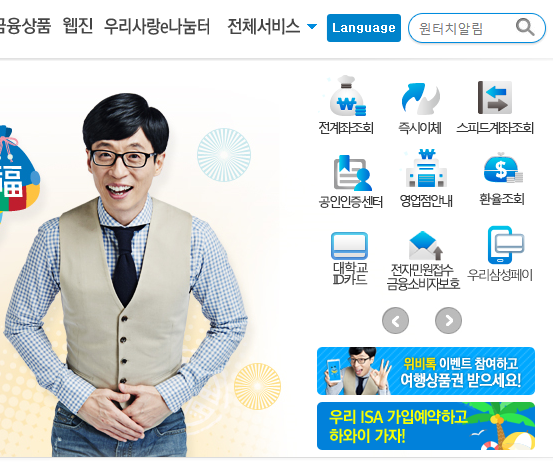 금융상품 웹진 우리사랑e나눔터 전체서비스 Language 원터치알림
전계좌조회 즉시이체 스피드계좌조회
福
공인인증센터 영업점안내 환율조회
대학교
ID카드
전자민원접수
금융소비자보호
우리삼성페이
위비톡 이벤트 참여하고
여행상품권 받으세요!
우리 ISA 가입예약하고
하와이 가자!